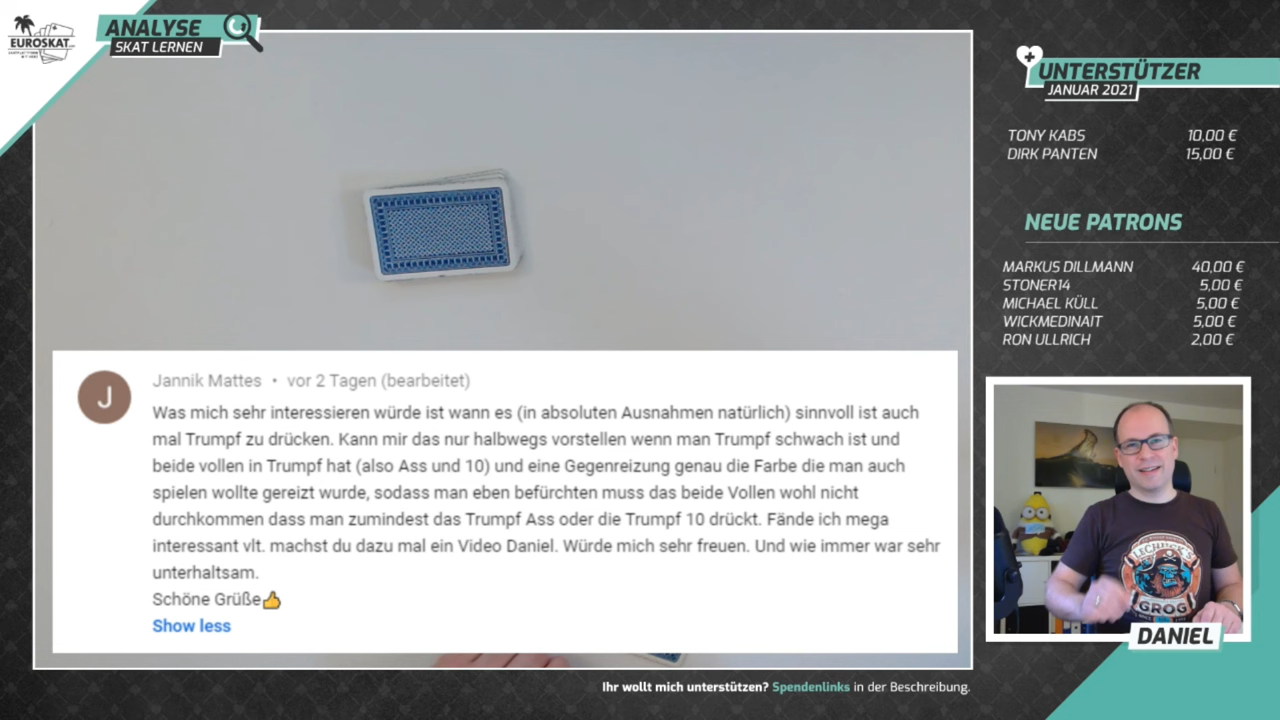 EUROSKAT
ANALYSE
SKAT LERNEN
UNTERSTÜTZER
JANUAR 2021
TONY KABS 10,00 €
DIRK PANTEN 15,00 €
NEUE PATRONS
MARKUS DILLMANN 40,00 €
STONER14 5,00 €
MICHAEL KÜLL 5,00 €
WICKMEDINAIT 5,00 €
RON ULLRICH 2,00 €
J
Jannik Mattes • vor 2 Tagen (bearbeitet)
Was mich sehr interessieren würde ist wann es (in absoluten Ausnahmen natürlich) sinnvoll ist auch
mal Trumpf zu drücken. Kann mir das nur halbwegs vorstellen wenn man Trumpf schwach ist und
beide vollen in Trumpf hat (also Ass und 10) und eine Gegenreizung genau die Farbe die man auch
spielen wollte gereizt wurde, sodass man eben befürchten muss das beide Vollen wohl nicht
durchkommen dass man zumindest das Trumpf Ass oder die Trumpf 10 drückt. Fände ich mega
interessant vlt. machst du dazu mal ein Video Daniel. Würde mich sehr freuen. Und wie immer war sehr
unterhaltsam.
Schöne Grüße👍
Show less
LECHUCK'S
GROG
DANIEL
Ihr wollt mich unterstützen? Spendenlinks in der Beschreibung.